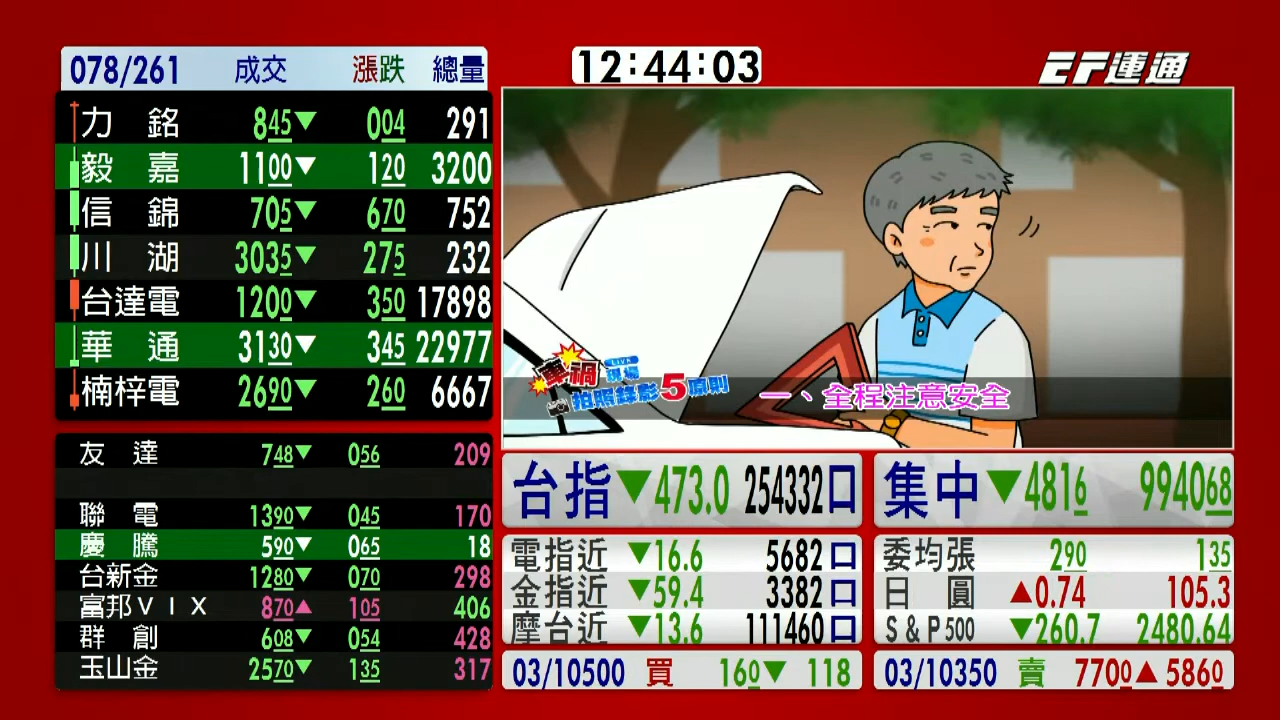 078/261 成交 漲跌 總量
力銘 845▼ 004 291
毅嘉 1100▼ 120 3200
信錦 705▼ 670 752
川湖 3035▼ 275 232
台達電 1200▼ 350 17898
華通 3130▼ 345 22977
楠梓電 2690▼ 260 6667
友達 748▼ 056 209
聯電 1390▼ 045 170
慶騰 590▼ 065 18
台新金 1280▼ 070 298
富邦VIX 870▲ 105 406
群創 608▼ 054 428
玉山金 2570▼ 135 317
12:44:03
EF運通
LIVE
車禍現場
拍照錄影5原則
一、全程注意安全
台指▼473.0 254332口
電指近 ▼16.6 5682口
金指近 ▼59.4 3382口
摩台近 ▼13.6 111460口
03/10500 買 160▼ 118
集中▼4816 994068
委均張 290 135
日圓 ▲0.74 105.3
S&P500 ▼260.7 2480.64
03/10350 賣 7700▲ 5860